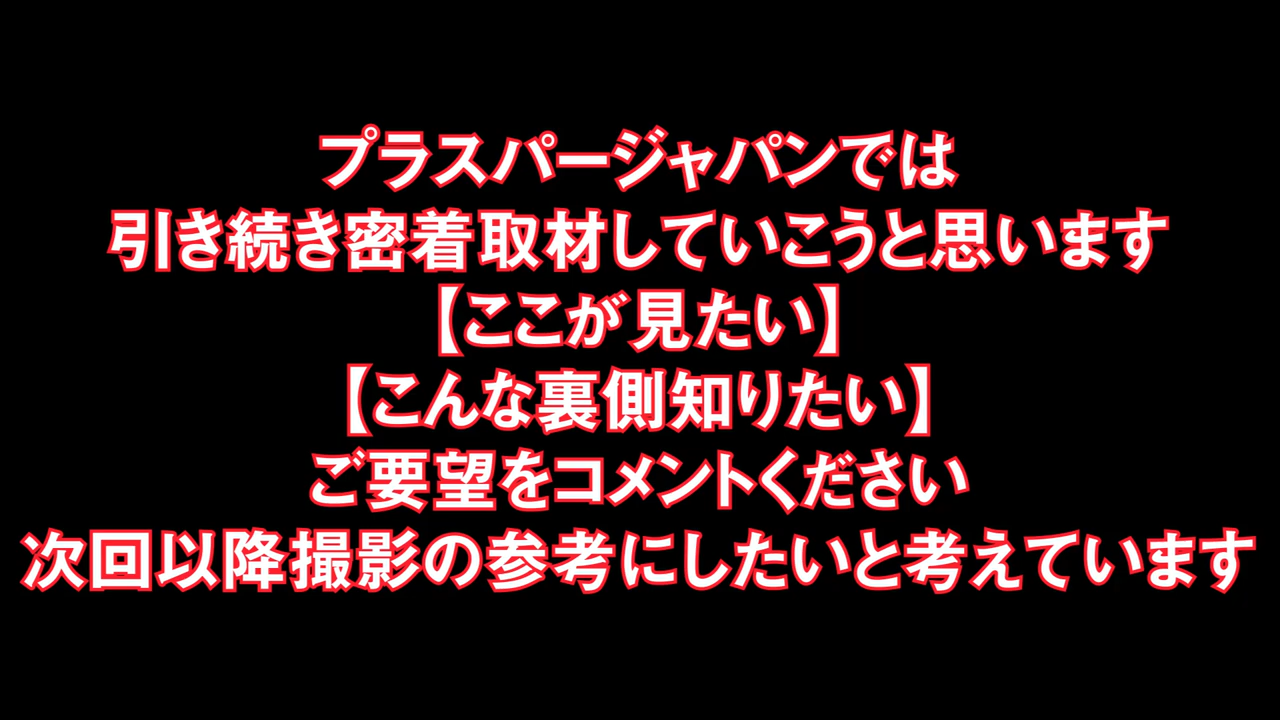 プラスパージャパンでは
引き続き密着取材していこうと思います
【ここが見たい】
【こんな裏側知りたい】
ご要望をコメントください
次回以降撮影の参考にしたいと考えています